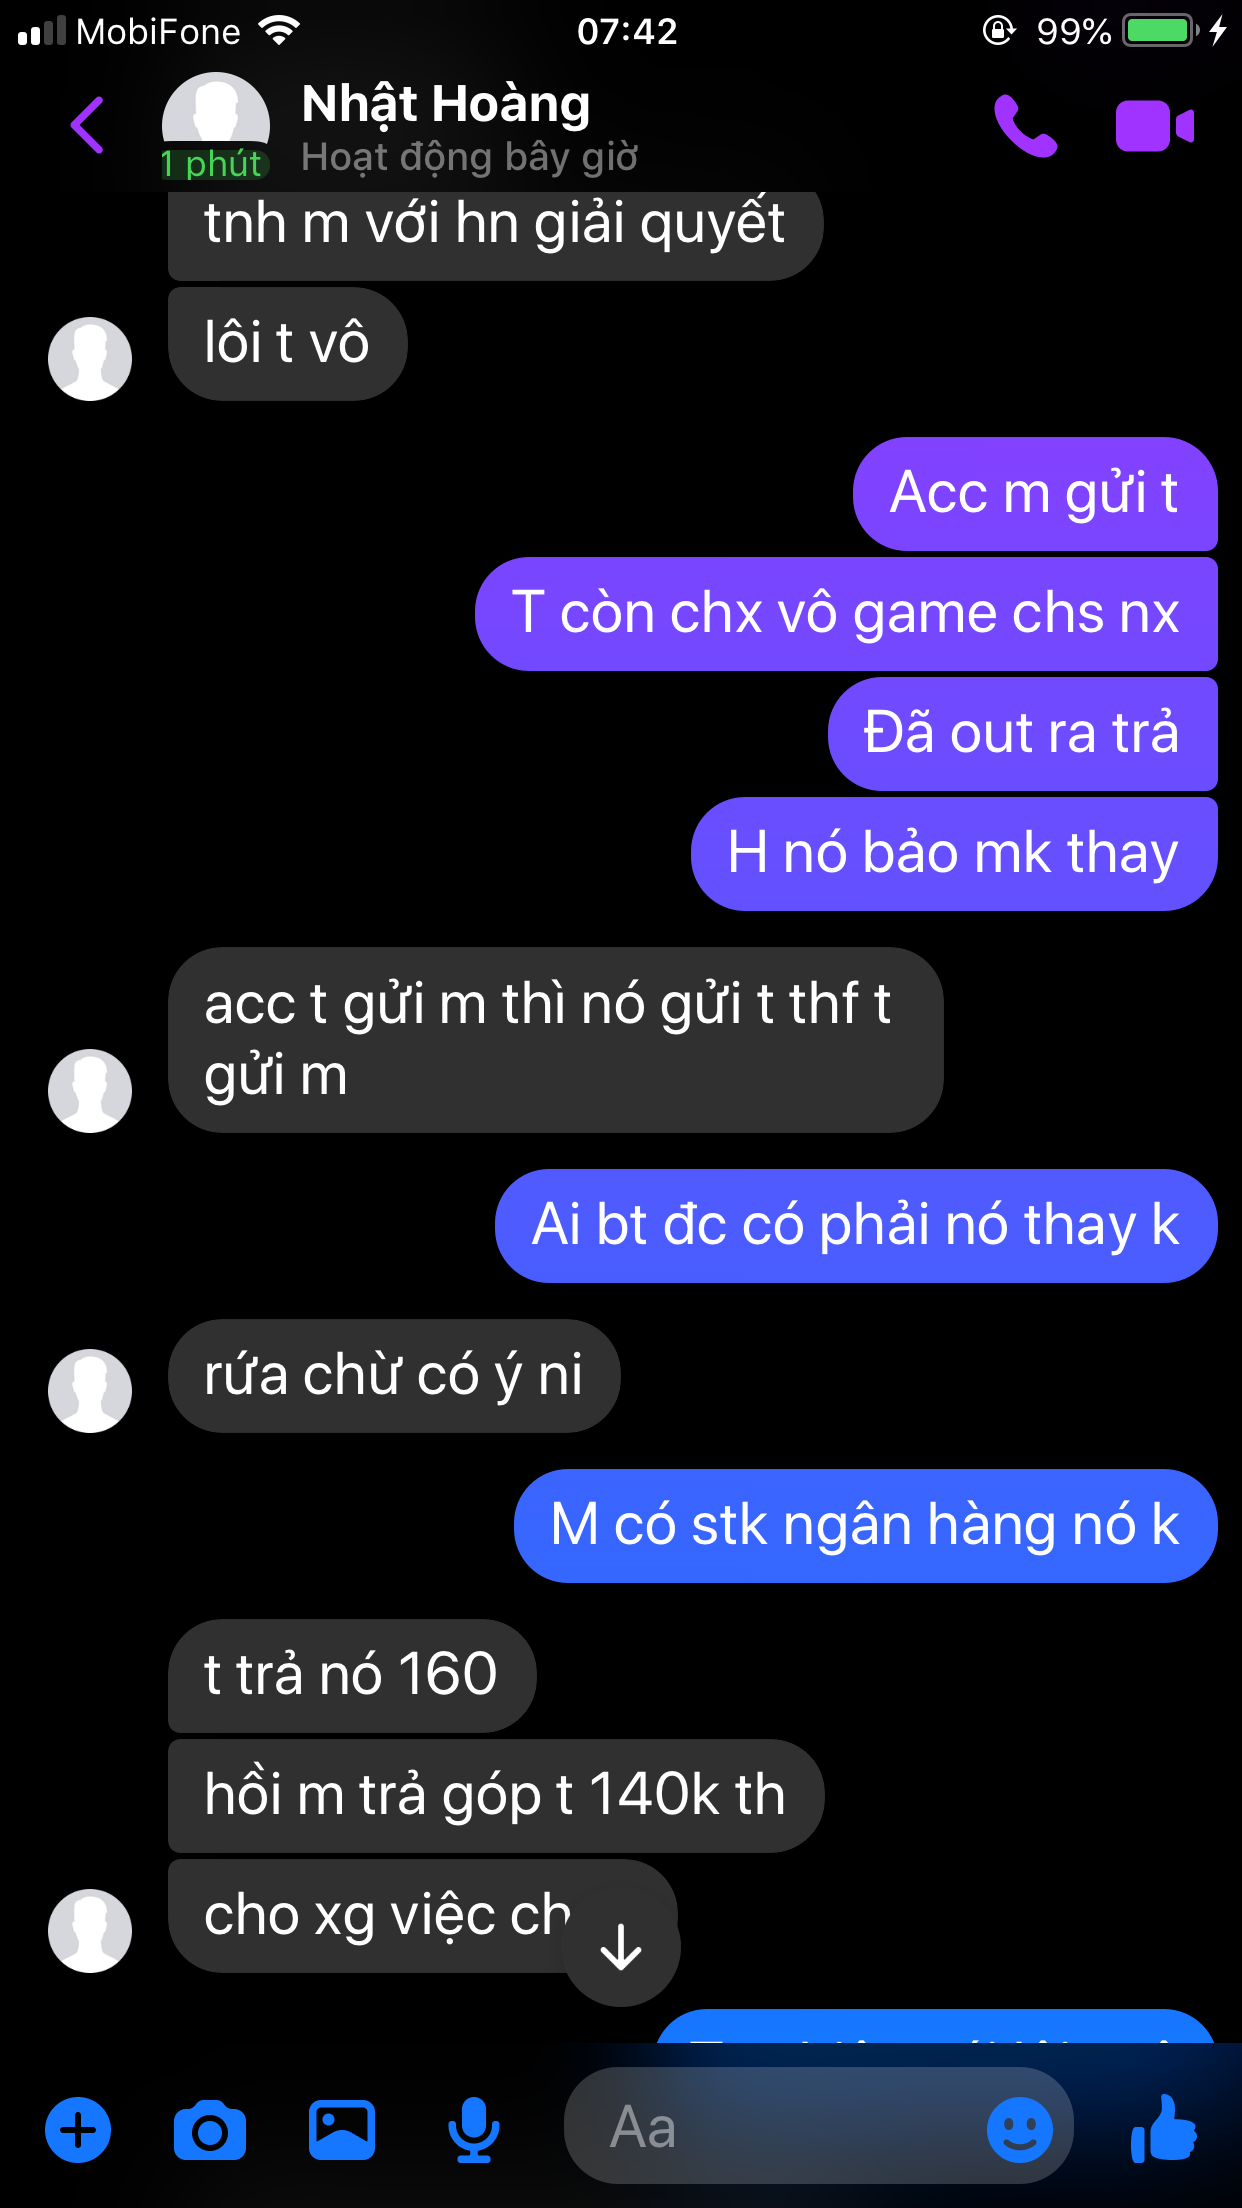 MobiFone
07:42
99%
Nhật Hoàng
1 phút
Hoạt động bây giờ
tnh m với hn giải quyết
lôi t vô
Acc m gửi t
T còn chx vô game chs nx
Đã out ra trả
H nó bảo mk thay
acc t gửi m thì nó gửi t thf t
gửi m
Ai bt đc có phải nó thay k
rứa chừ có ý ni
M có stk ngân hàng nó k
t trả nó 160
hồi m trả góp t 140k th
cho xg việc
Aa